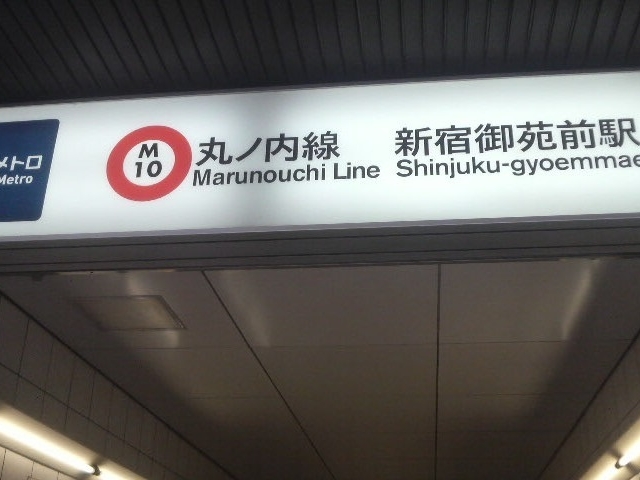 メトロ
Metro
M
10
丸ノ内線
Marunouchi Line
新宿御苑前駅
Shinjuku-gyoemmae